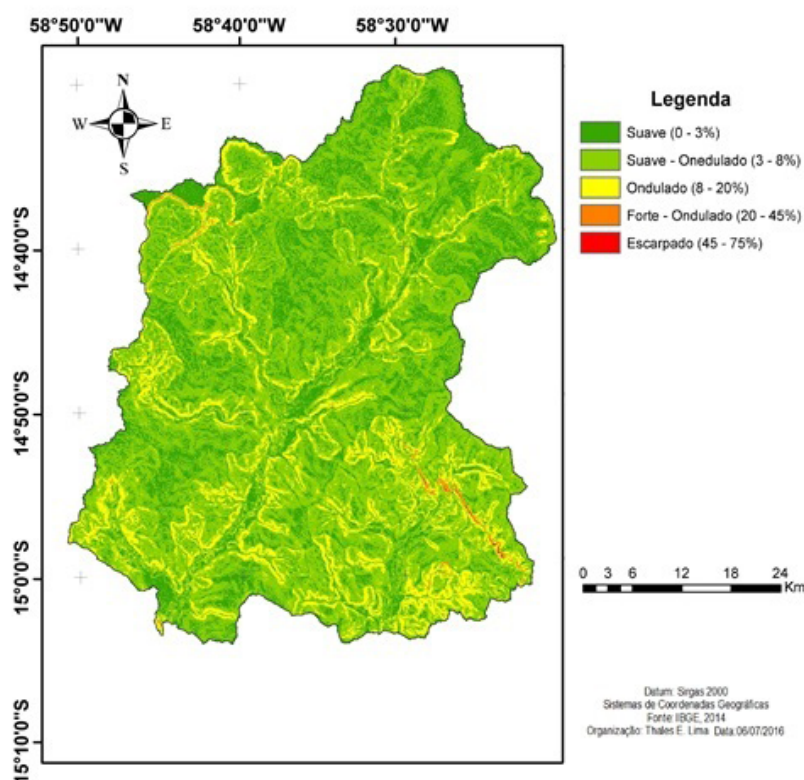 58°50'0"W 58°40'0"W 58°30'0"W
N
W E
S
14°40'0"S
14°50'0"S
15°0'0"S
15°10'0"S
Legenda
Suave (0 - 3%)
Suave - Onedulado (3 - 8%)
Ondulado (8 - 20%)
Forte - Ondulado (20 - 45%)
Escarpado (45 - 75%)
0 3 6 12 18 24
Km
Datum: Sirgas 2000
Sistemas de Coordenadas Geográficas
Fonte: IBGE, 2014
Organização: Thales E. Lima Data:06/07/2016